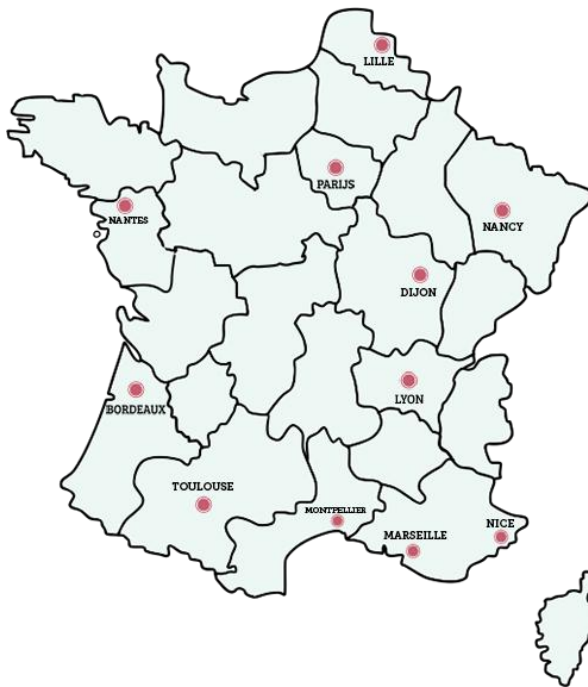 LILLE
PARIJS
NANTES
NANCY
DIJON
LYON
BORDEAUX
TOULOUSE
MONTPELLIER
NICE
MARSEILLE